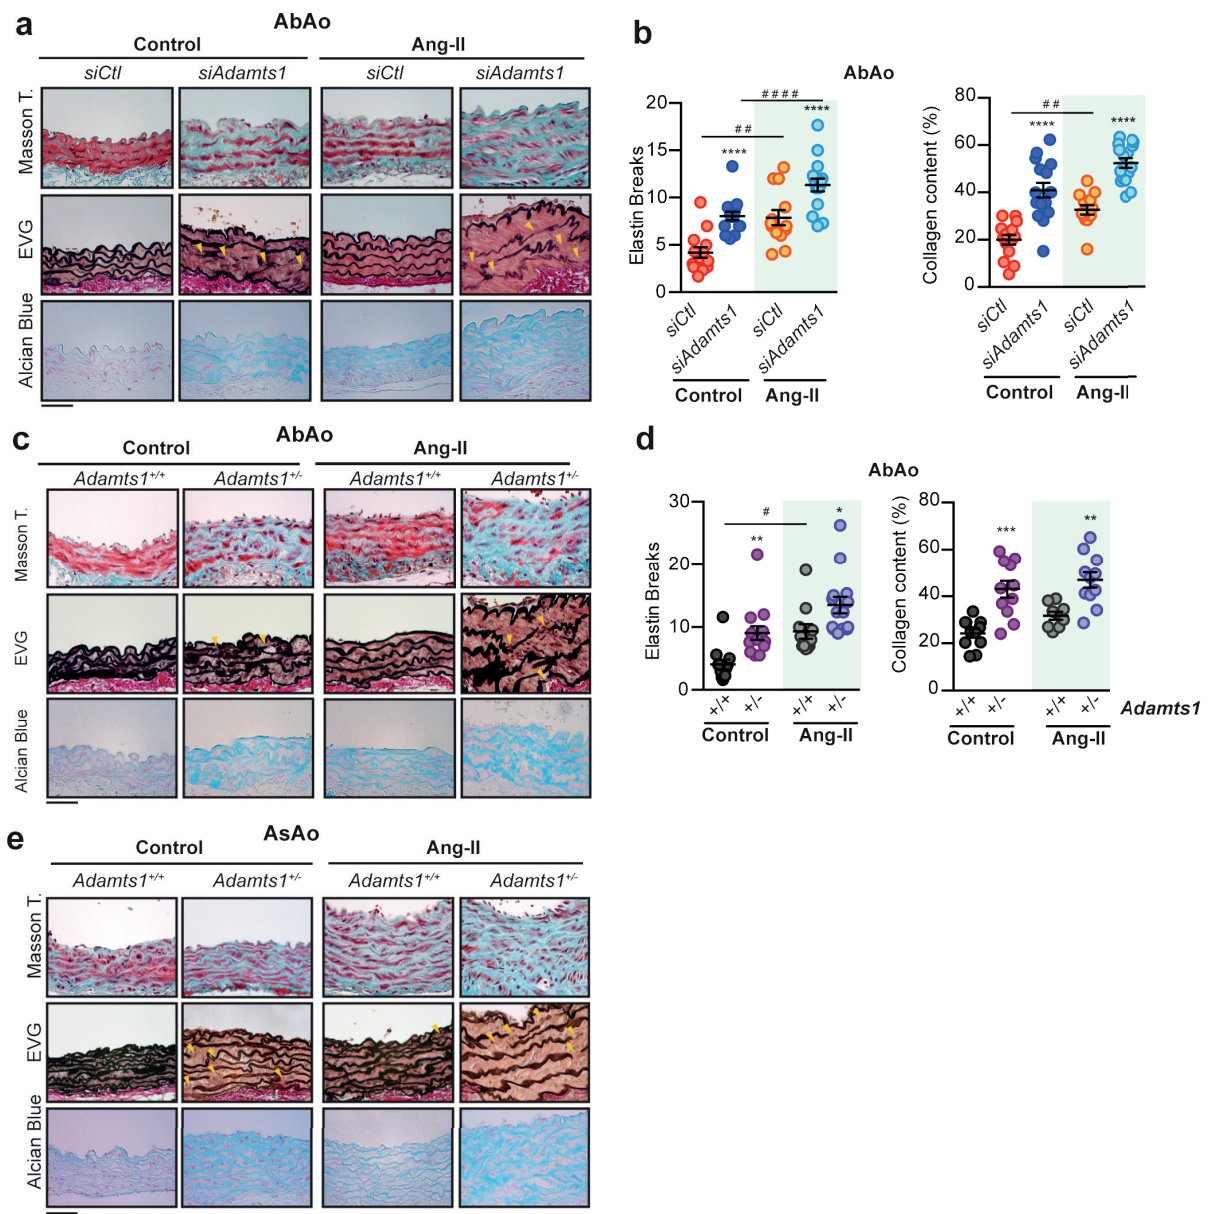 a
AbAo
Control
Ang-II
siCtl
siAdamts1
siCtl
siAdamts1
Masson T.
EVG
Alcian Blue
b
AbAo
Elastin Breaks
20
15
10
5
0
####
##
****
****
siCtl
siAdamts1
siCtl
siAdamts1
Control
Ang-II
Collagen content (%)
80
60
40
20
0
##
****
****
siCtl
siAdamts1
siCtl
siAdamts1
Control
Ang-II
c
AbAo
Control
Ang-II
Adamts1+/+
Adamts1+/-
Adamts1+/+
Adamts1+/-
Masson T.
EVG
Alcian Blue
d
AbAo
Elastin Breaks
30
20
10
0
#
**
*
+/+
+/-
+/+
+/-
Control
Ang-II
Collagen content (%)
80
60
40
20
0
***
**
+/+
+/-
+/+
+/-
Adamts1
Control
Ang-II
e
AsAo
Control
Ang-II
Adamts1+/+
Adamts1+/-
Adamts1+/+
Adamts1+/-
Masson T.
EVG
Alcian Blue